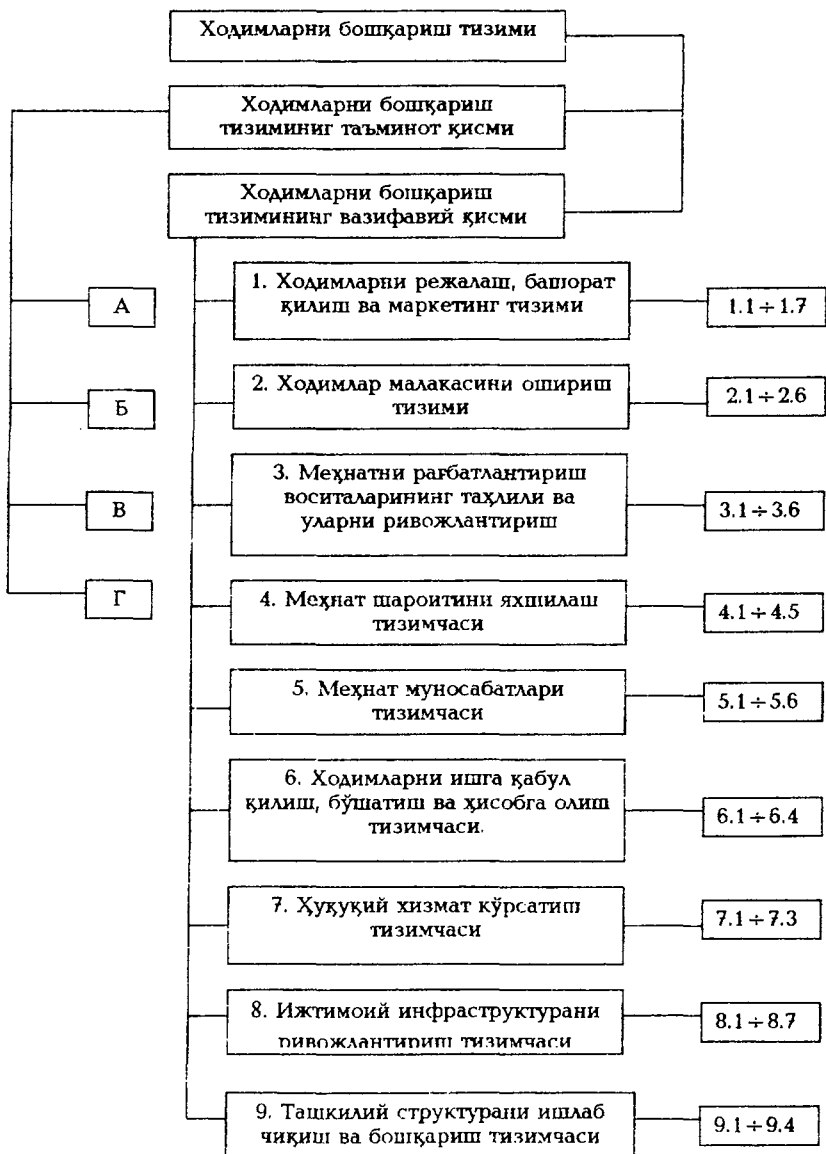 Ходимларни бошқариш тизими
Ходимларни бошқариш
тизимининг таъминот қисми
Ходимларни бошқариш
тизимининг вазифавий қисми
А
Б
В
Г
1. Ходимларни режалаш, башорат
қилиш ва маркетинг тизими
1.1÷1.7
2. Ходимлар малакасини ошириш
тизими
2.1÷2.6
3. Меҳнатни рағбатлантириш
воситаларининг таҳлили ва
уларни ривожлантириш
3.1÷3.6
4. Меҳнат шароитини яхшилаш
тизимчаси
4.1÷4.5
5. Меҳнат муносабатлари
тизимчаси
5.1÷5.6
6. Ходимларни ишга қабул
қилиш, бўшатиш ва ҳисобга олиш
тизимчаси.
6.1÷6.4
7. Ҳуқуқий хизмат кўрсатиш
тизимчаси
7.1÷7.3
8. Ижтимоий инфраструктурани
ривожлантириш тизимчаси
8.1÷8.7
9. Ташкилий структурани ишлаб
чиқиш ва бошқариш тизимчаси
9.1÷9.4